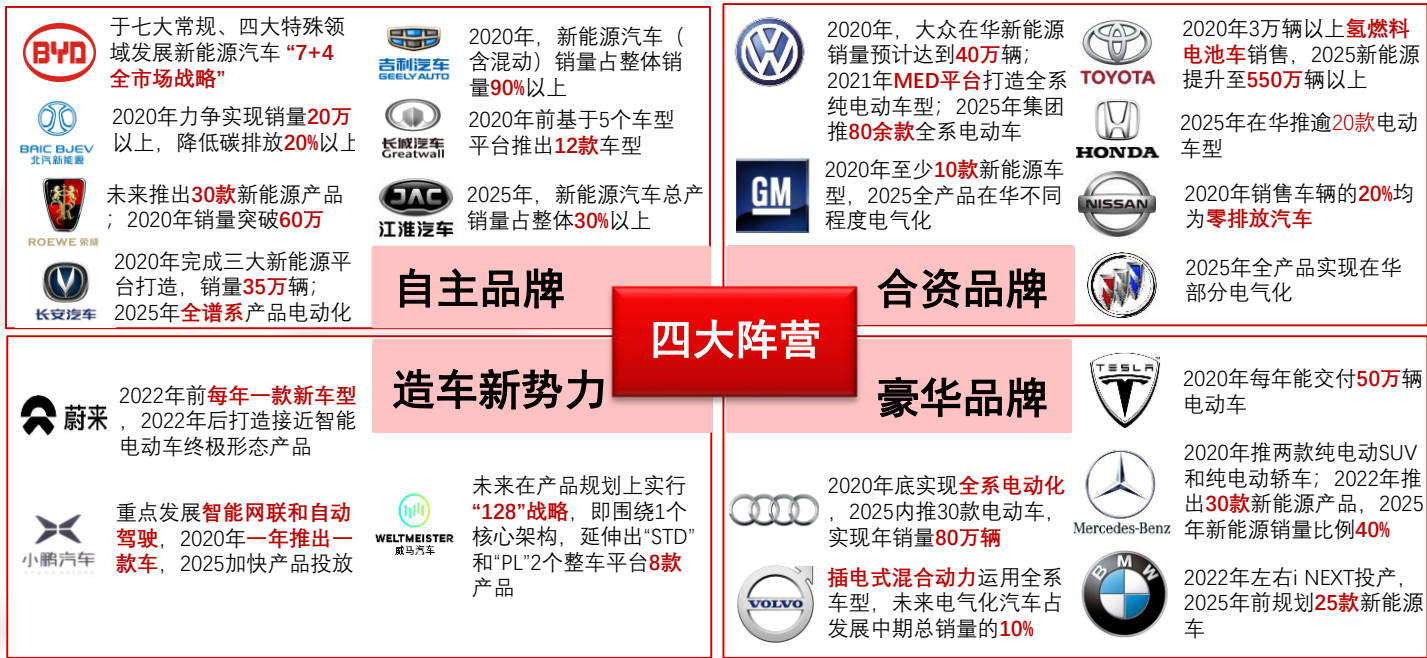 BYD
于七大常规、四大特殊领
域发展新能源汽车 “7+4
全市场战略”
BAIC BJEV
北汽新能源
2020年力争实现销量20万
以上，降低碳排放20%以上
R
ROEWE 荣威
未来推出30款新能源产品
；2020年销量突破60万
长安汽车
2020年完成三大新能源平
台打造，销量35万辆；
2025年全谱系产品电动化
吉利汽车
GEELY AUTO
2020年，新能源汽车（
含混动）销量占整体销
量90%以上
长城汽车
Greatwall
2020年前基于5个车型
平台推出12款车型
JAC
江淮汽车
2025年，新能源汽车总产
销量占整体30%以上
自主品牌
2020年，大众在华新能源
销量预计达到40万辆；
2021年MED平台打造全系
纯电动车型；2025年集团
推80余款全系电动车
GM
2020年至少10款新能源车
型，2025全产品在华不同
程度电气化
TOYOTA
2020年3万辆以上氢燃料
电池车销售，2025新能源
提升至550万辆以上
HONDA
2025年在华推逾20款电动
车型
NISSAN
2020年销售车辆的20%均
为零排放汽车
2025年全产品实现在华
部分电气化
合资品牌
四大阵营
造车新势力
蔚来
2022年前每年一款新车型
，2022年后打造接近智能
电动车终极形态产品
小鹏汽车
重点发展智能网联和自动
驾驶，2020年一年推出一
款车，2025加快产品投放
WELTMEISTER
威马汽车
未来在产品规划上实行
“128”战略，即围绕1个
核心架构，延伸出“STD”
和“PL”2个整车平台8款
产品
豪华品牌
TESLA
2020年每年能交付50万辆
电动车
2020年底实现全系电动化
，2025内推30款电动车，
实现年销量80万辆
Mercedes-Benz
2020年推两款纯电动SUV
和纯电动轿车；2022年推
出30款新能源产品，2025
年新能源销量比例40%
VOLVO
插电式混合动力运用全系
车型，未来电气化汽车占
发展中期总销量的10%
BMW
2022年左右i NEXT投产，
2025年前规划25款新能源
车